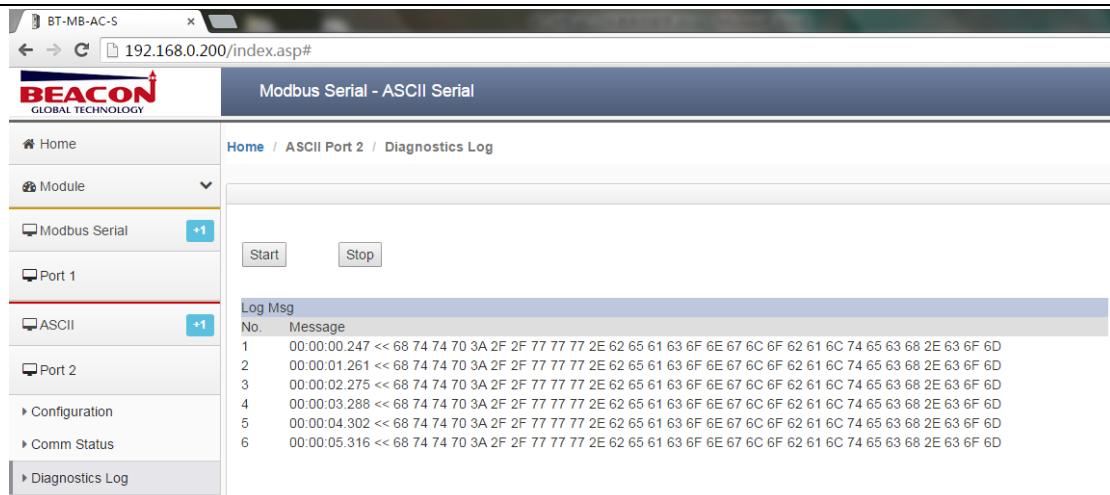 BT-MB-AC-S ×
192.168.0.200/index.asp#
BEACON
GLOBAL TECHNOLOGY
Modbus Serial - ASCII Serial
Home
Module
Modbus Serial +1
Port 1
ASCII +1
Port 2
Configuration
Comm Status
Diagnostics Log
Home / ASCII Port 2 / Diagnostics Log
Start Stop
Log Msg
No. Message
1 00:00:00.247 << 68 74 74 70 3A 2F 2F 77 77 77 2E 62 65 61 63 6F 6E 67 6C 6F 62 61 6C 74 65 63 68 2E 63 6F 6D
2 00:00:01.261 << 68 74 74 70 3A 2F 2F 77 77 77 2E 62 65 61 63 6F 6E 67 6C 6F 62 61 6C 74 65 63 68 2E 63 6F 6D
3 00:00:02.275 << 68 74 74 70 3A 2F 2F 77 77 77 2E 62 65 61 63 6F 6E 67 6C 6F 62 61 6C 74 65 63 68 2E 63 6F 6D
4 00:00:03.288 << 68 74 74 70 3A 2F 2F 77 77 77 2E 62 65 61 63 6F 6E 67 6C 6F 62 61 6C 74 65 63 68 2E 63 6F 6D
5 00:00:04.302 << 68 74 74 70 3A 2F 2F 77 77 77 2E 62 65 61 63 6F 6E 67 6C 6F 62 61 6C 74 65 63 68 2E 63 6F 6D
6 00:00:05.316 << 68 74 74 70 3A 2F 2F 77 77 77 2E 62 65 61 63 6F 6E 67 6C 6F 62 61 6C 74 65 63 68 2E 63 6F 6D